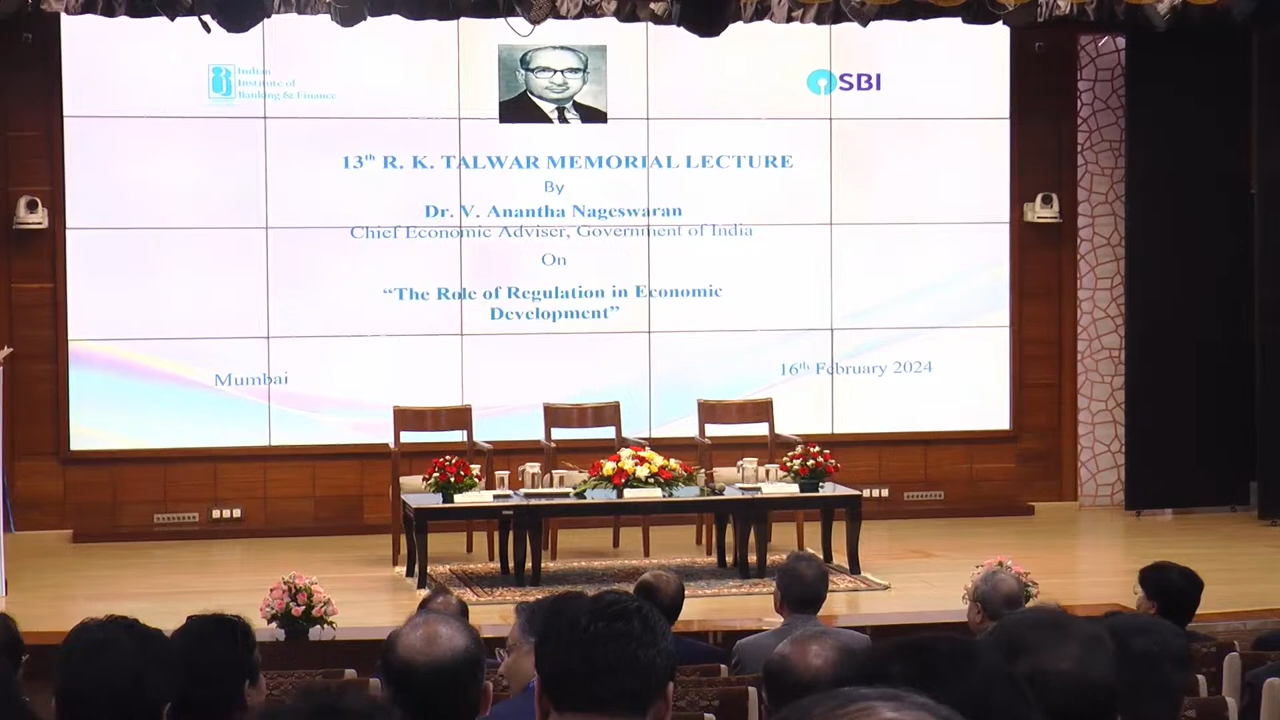 Indian
Institute of
Banking & Finance
SBI
13th R. K. TALWAR MEMORIAL LECTURE
By
Dr. V. Anantha Nageswaran
Chief Economic Adviser, Government of India
On
“The Role of Regulation in Economic
Development”
Mumbai
16th February 2024